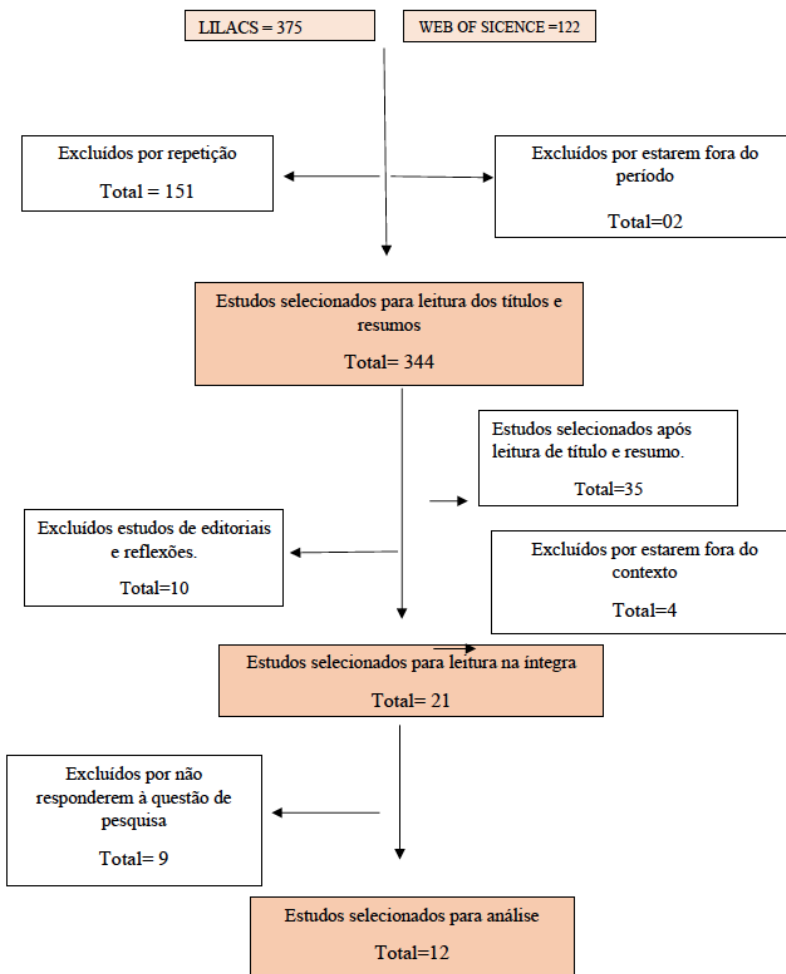 LILACS = 375
WEB OF SICENCE =122
Excluídos por repetição
Total = 151
Excluídos por estarem fora do
período
Total=02
Estudos selecionados para leitura dos títulos e
resumos
Total= 344
Estudos selecionados após
leitura de título e resumo.
Total=35
Excluídos estudos de editoriais
e reflexões.
Total=10
Excluídos por estarem fora do
contexto
Total=4
Estudos selecionados para leitura na íntegra
Total= 21
Excluídos por não
responderem à questão de
pesquisa
Total= 9
Estudos selecionados para análise
Total=12